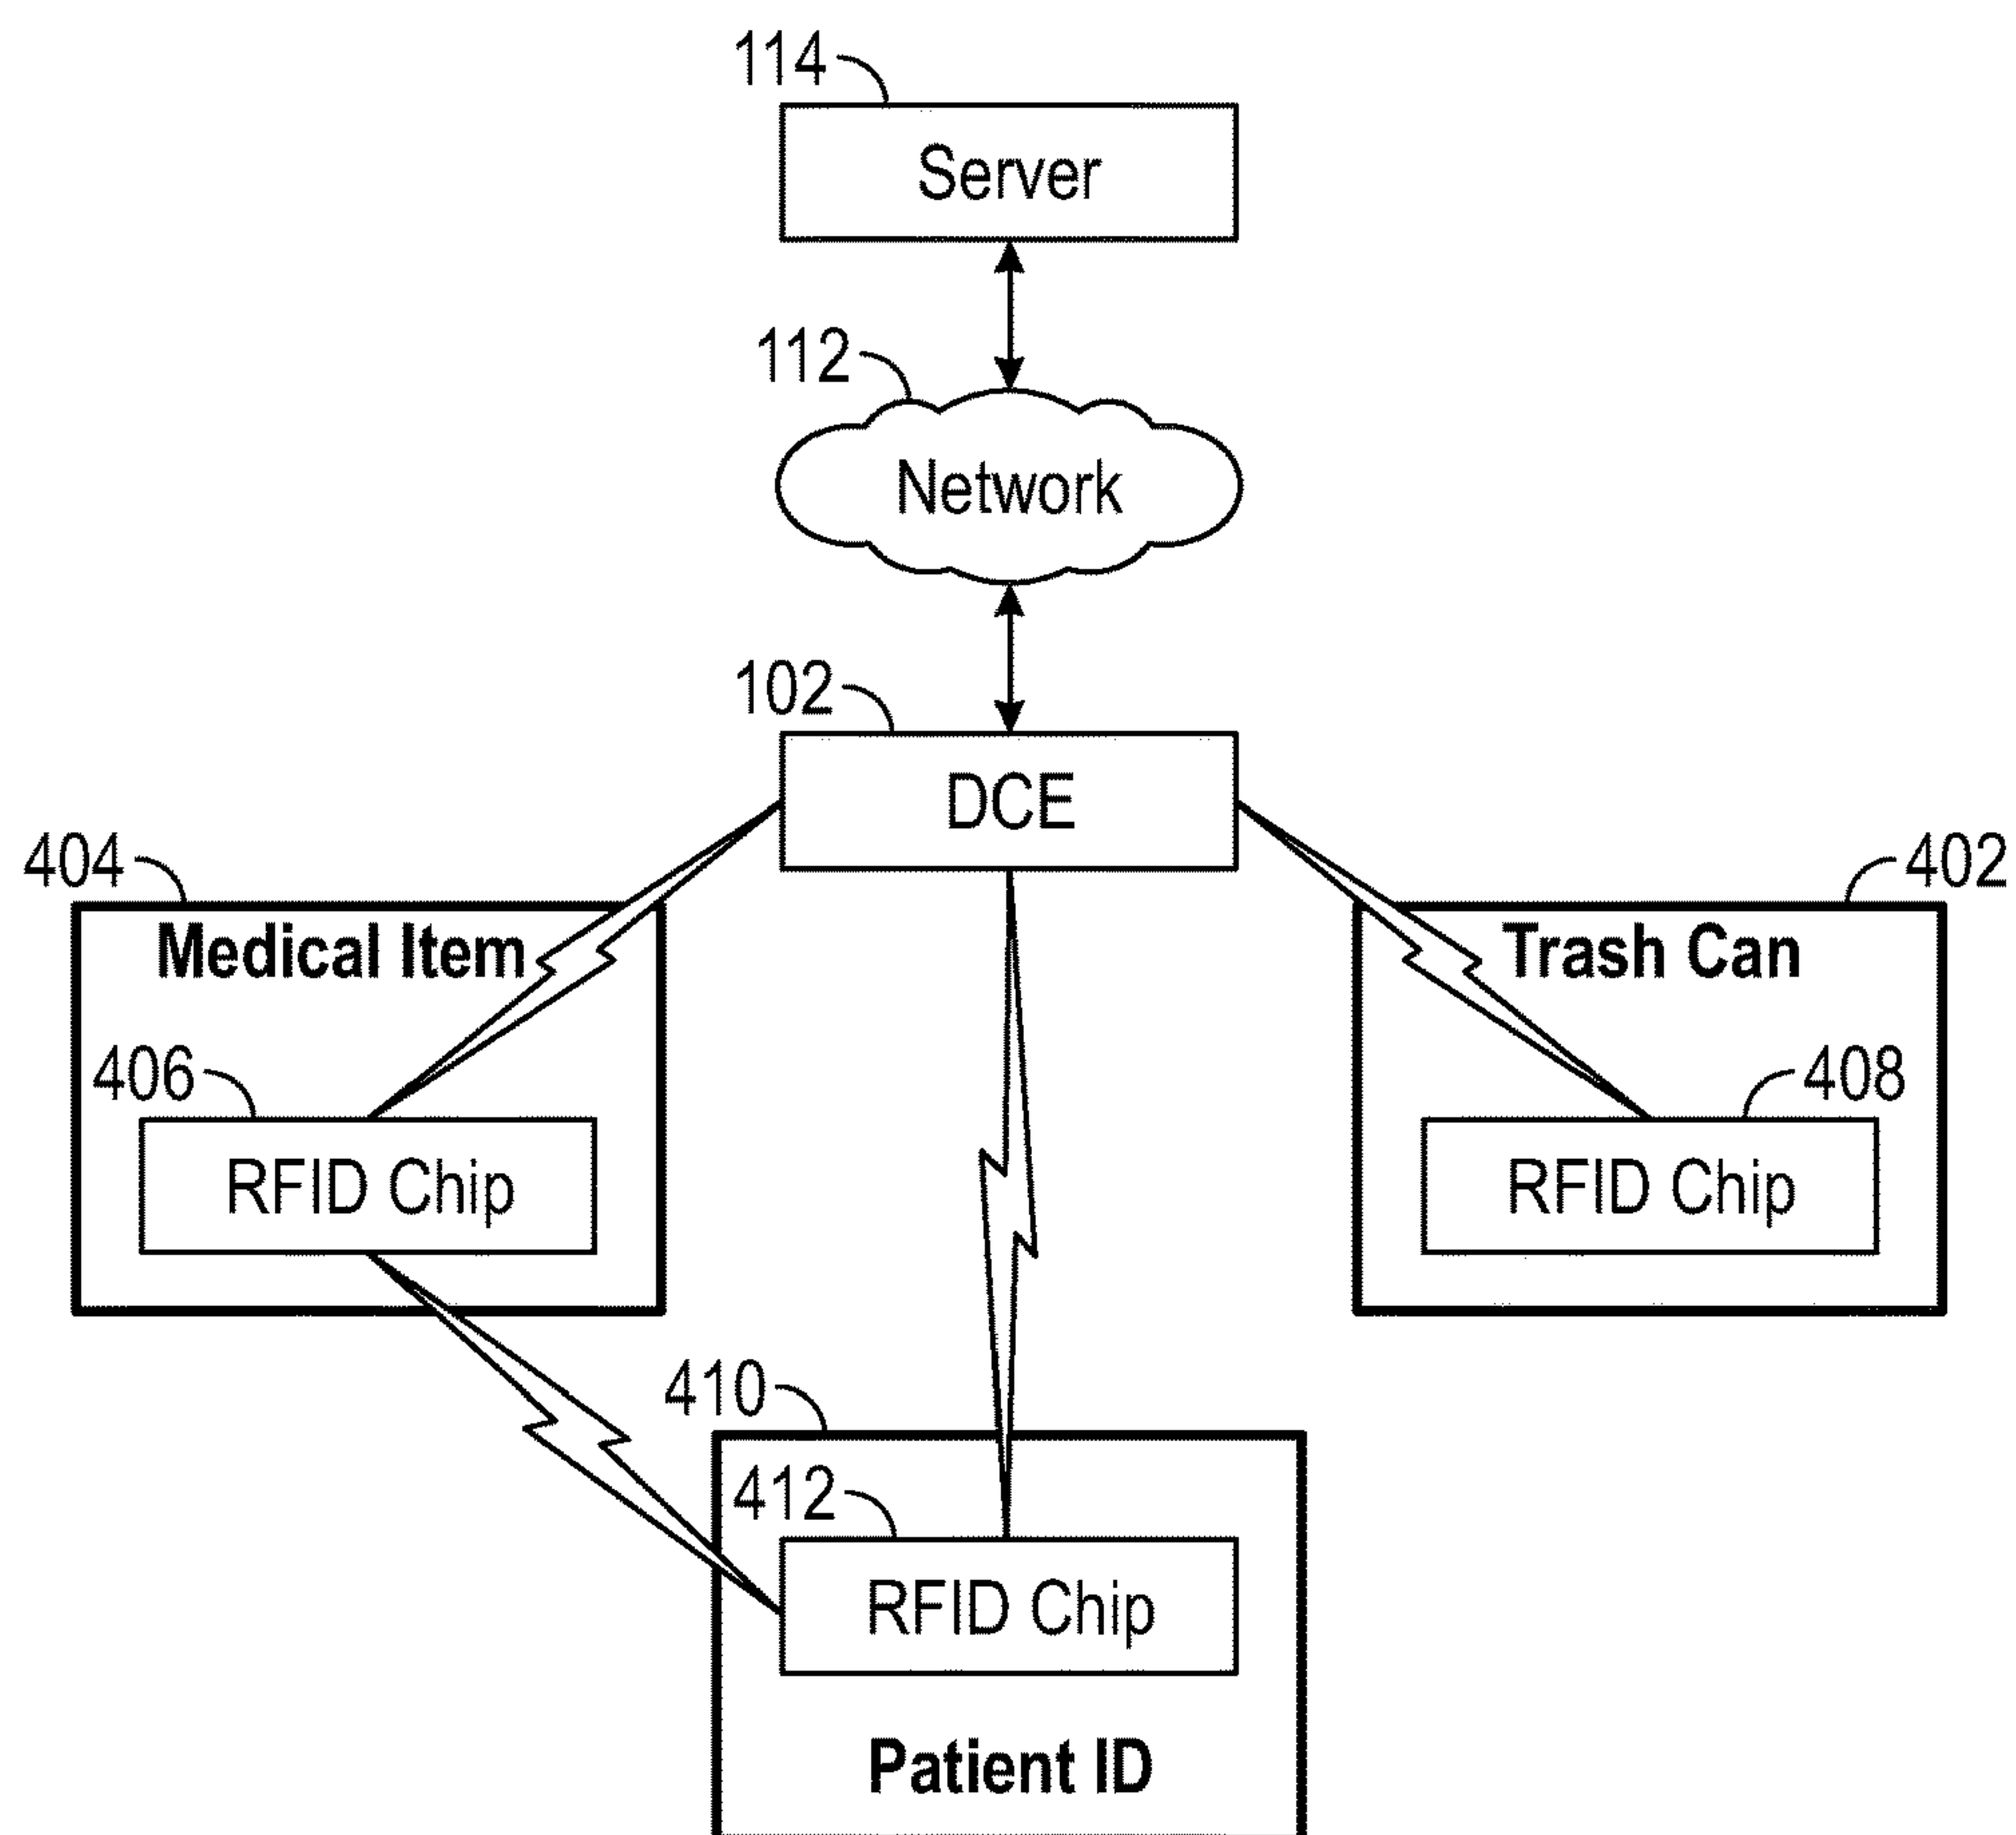 114
Server
112
Network
102
DCE
404
402
Medical Item
Trash Can
406
408
RFID Chip
RFID Chip
410
412
RFID Chip
Patient ID